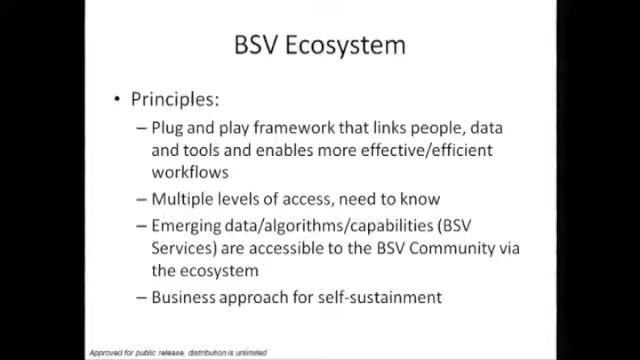 BSV Ecosystem
• Principles:
– Plug and play framework that links people, data
and tools and enables more effective/efficient
workflows
– Multiple levels of access, need to know
– Emerging data/algorithms/capabilities (BSV
Services) are accessible to the BSV Community via
the ecosystem
– Business approach for self-sustainment
Approved for public release, distribution is unlimited